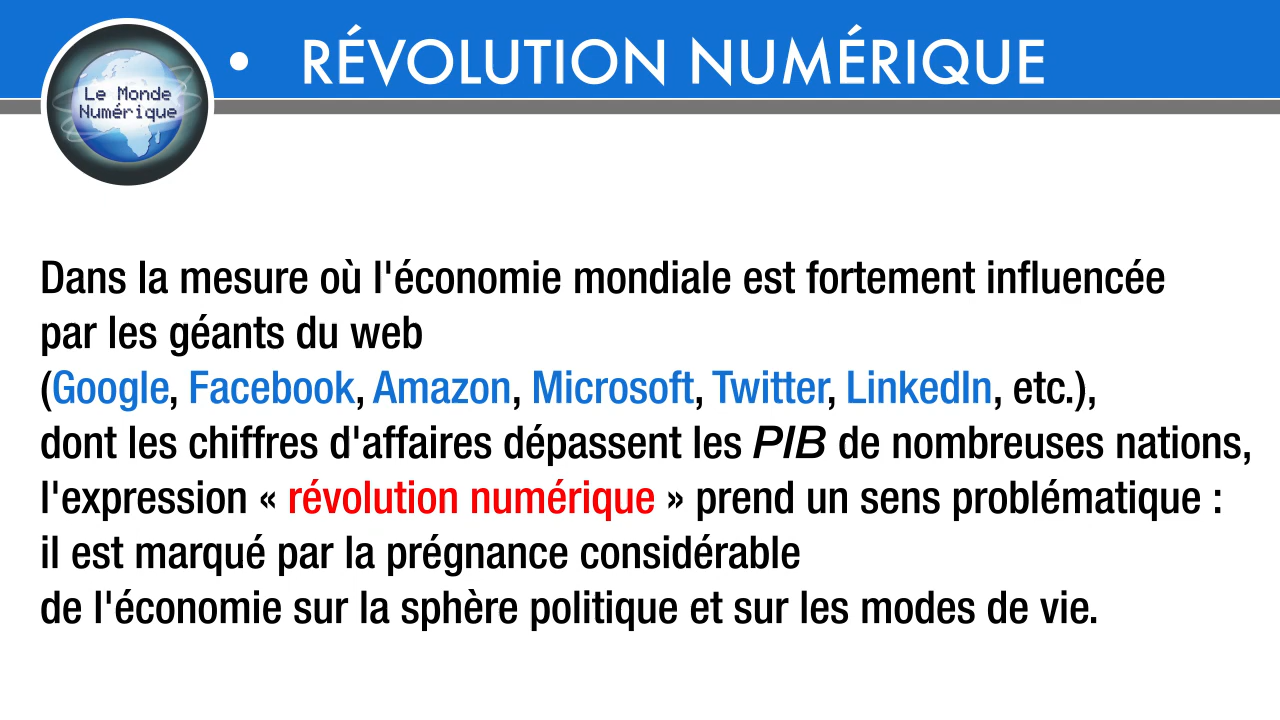 • RÉVOLUTION NUMÉRIQUE
Le Monde
Numérique
Dans la mesure où l'économie mondiale est fortement influencée
par les géants du web
(Google, Facebook, Amazon, Microsoft, Twitter, LinkedIn, etc.),
dont les chiffres d'affaires dépassent les PIB de nombreuses nations,
l'expression « révolution numérique » prend un sens problématique :
il est marqué par la prégnance considérable
de l'économie sur la sphère politique et sur les modes de vie.